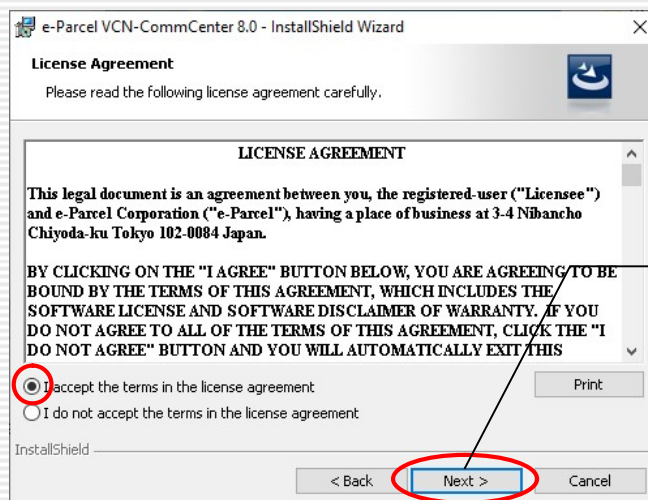 e-Parcel VCN-CommCenter 8.0 - InstallShield Wizard
License Agreement
Please read the following license agreement carefully.
LICENSE AGREEMENT
This legal document is an agreement between you, the registered-user ("Licensee")
and e-Parcel Corporation ("e-Parcel"), having a place of business at 3-4 Nibancho
Chiyoda-ku Tokyo 102-0084 Japan.
BY CLICKING ON THE "I AGREE" BUTTON BELOW, YOU ARE AGREEING TO BE
BOUND BY THE TERMS OF THIS AGREEMENT, WHICH INCLUDES THE
SOFTWARE LICENSE AND SOFTWARE DISCLAIMER OF WARRANTY. IF YOU
DO NOT AGREE TO ALL OF THE TERMS OF THIS AGREEMENT, CLICK THE "I
DO NOT AGREE" BUTTON AND YOU WILL AUTOMATICALLY EXIT THIS
I accept the terms in the license agreement
Print
I do not accept the terms in the license agreement
InstallShield
< Back Next > Cancel